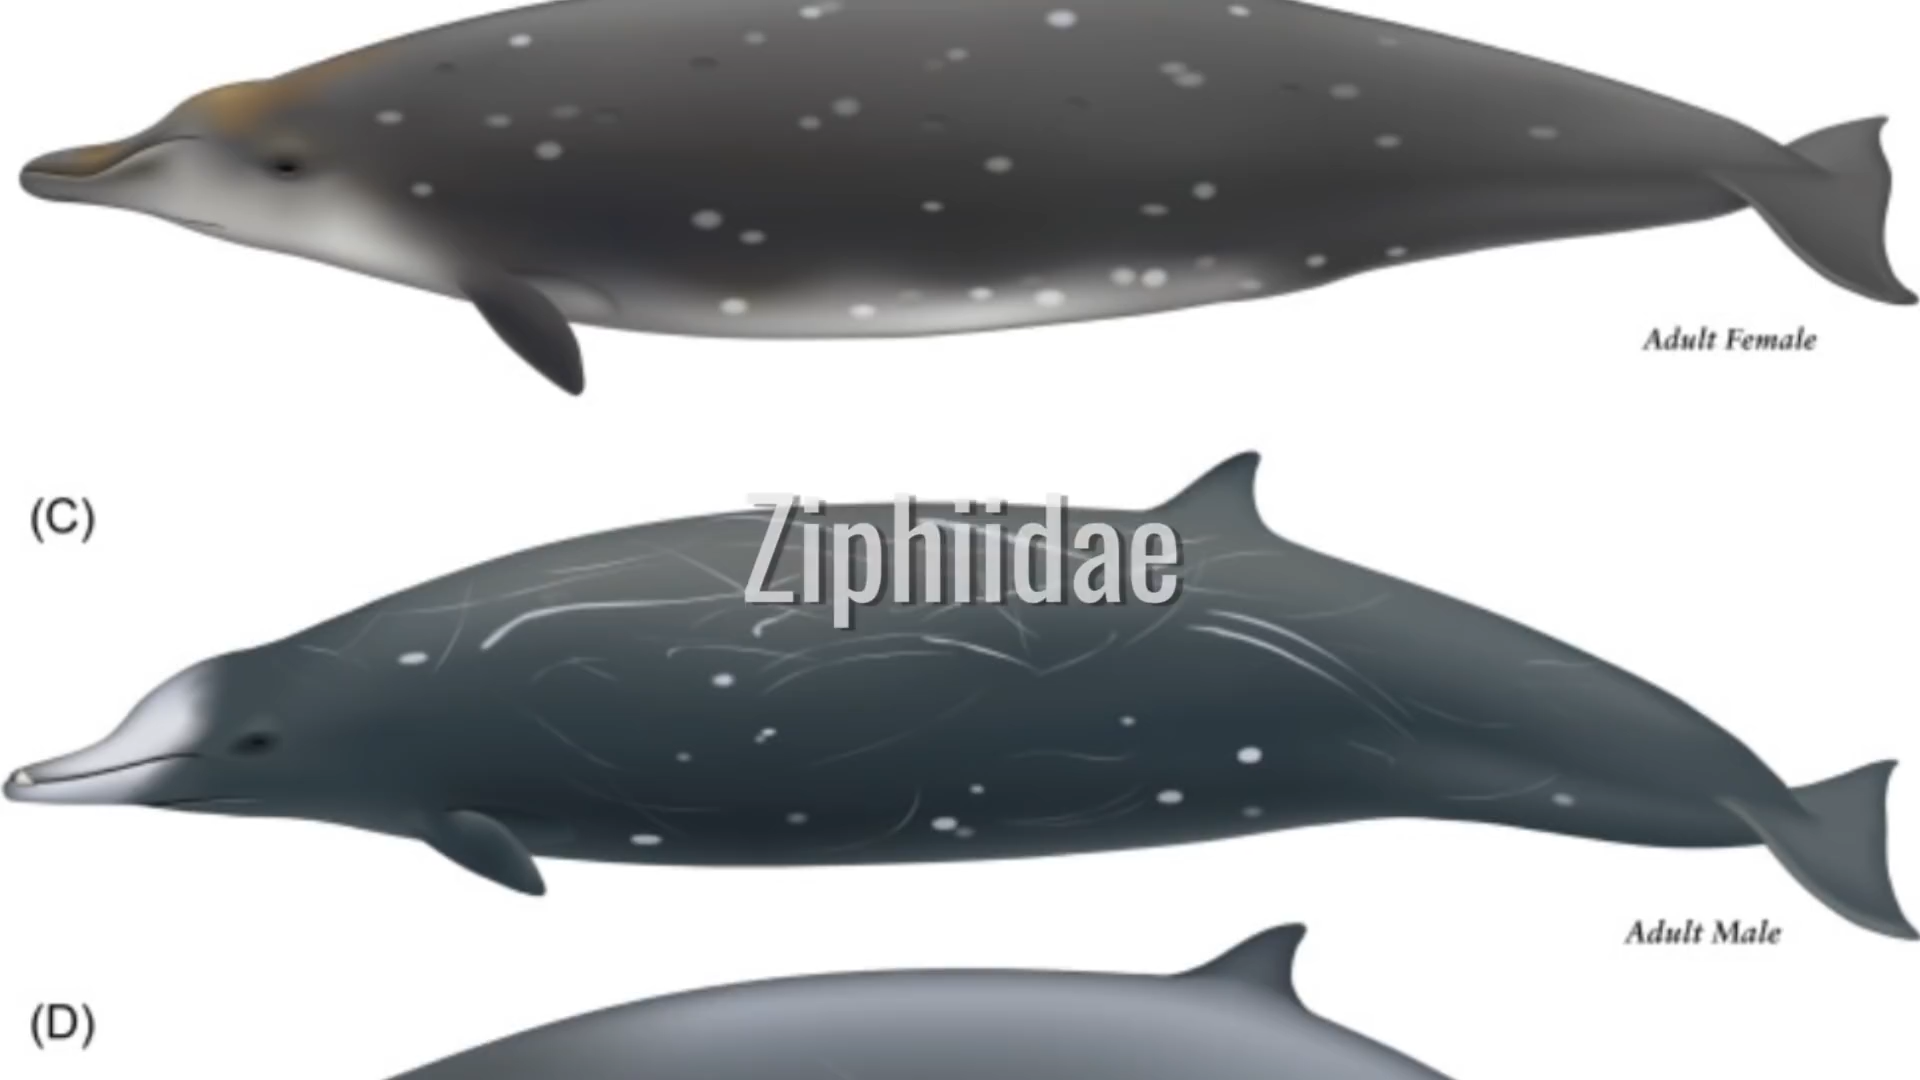 Adult Female
(C)
Ziphiidae
Adult Male
(D)